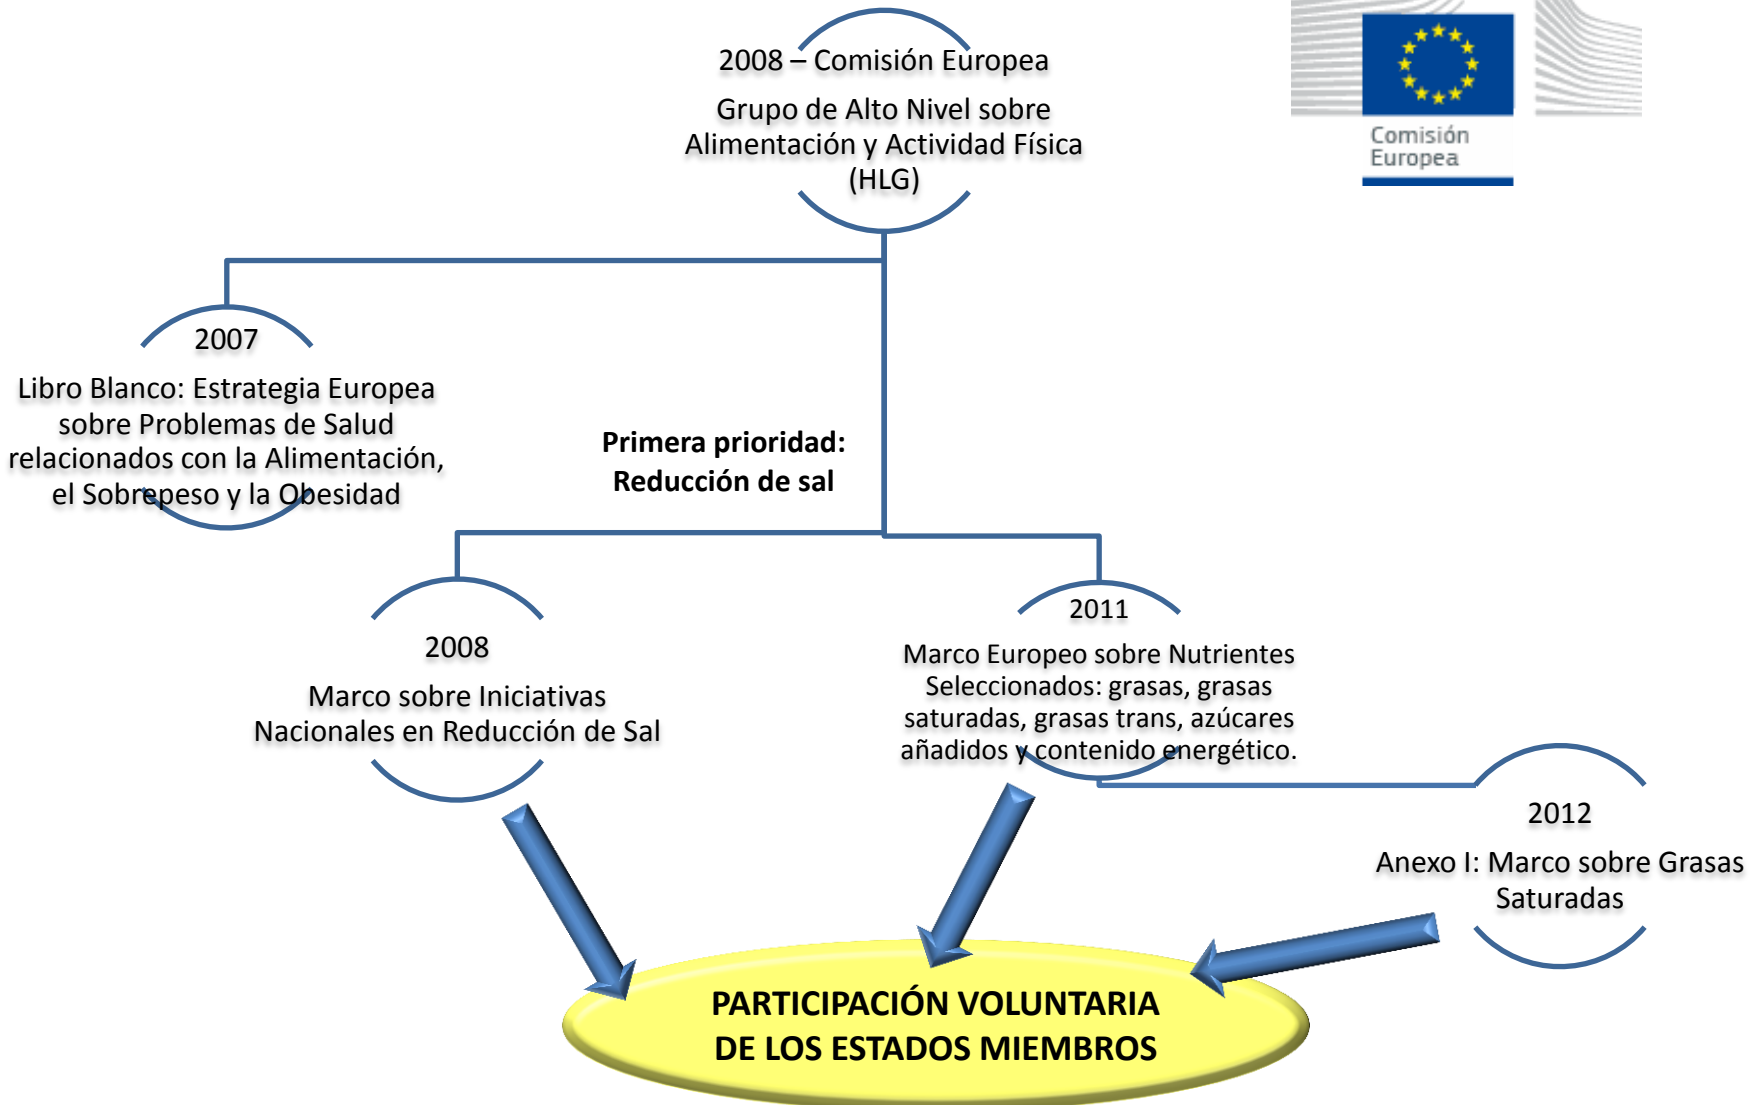 2008 – Comisión Europea
Grupo de Alto Nivel sobre
Alimentación y Actividad Física
(HLG)
Comisión
Europea
2007
Libro Blanco: Estrategia Europea
sobre Problemas de Salud
relacionados con la Alimentación,
el Sobrepeso y la Obesidad
Primera prioridad:
Reducción de sal
2008
Marco sobre Iniciativas
Nacionales en Reducción de Sal
2011
Marco Europeo sobre Nutrientes
Seleccionados: grasas, grasas
saturadas, grasas trans, azúcares
añadidos y contenido energético.
2012
Anexo I: Marco sobre Grasas
Saturadas
PARTICIPACIÓN VOLUNTARIA
DE LOS ESTADOS MIEMBROS